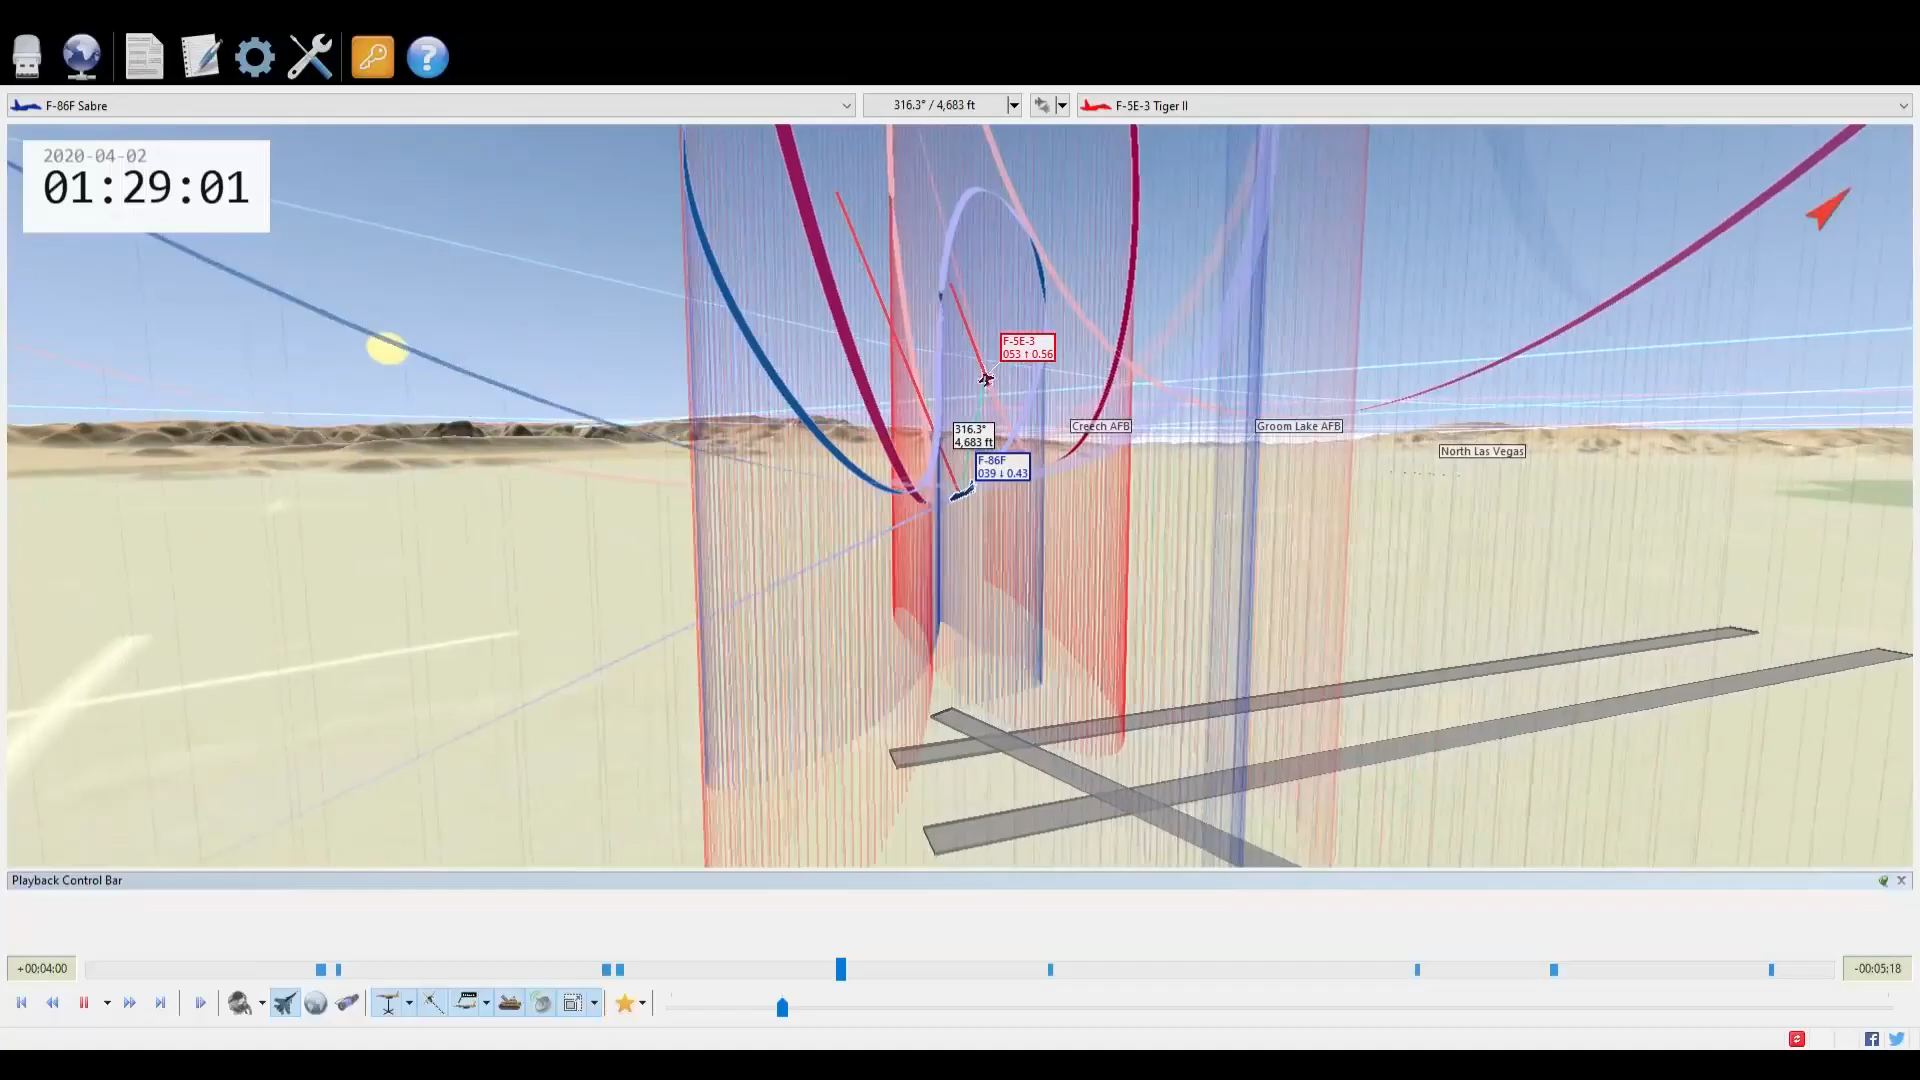 F-86F Sabre
316.3° / 4,683 ft
F-5E-3 Tiger II
2020-04-02
01:29:01
F-5E-3
053 ↑ 0.56
316.3°
4,683 ft
F-86F
039 ↓ 0.43
Creech AFB
Groom Lake AFB
North Las Vegas
Playback Control Bar
+00:04:00
-00:05:18